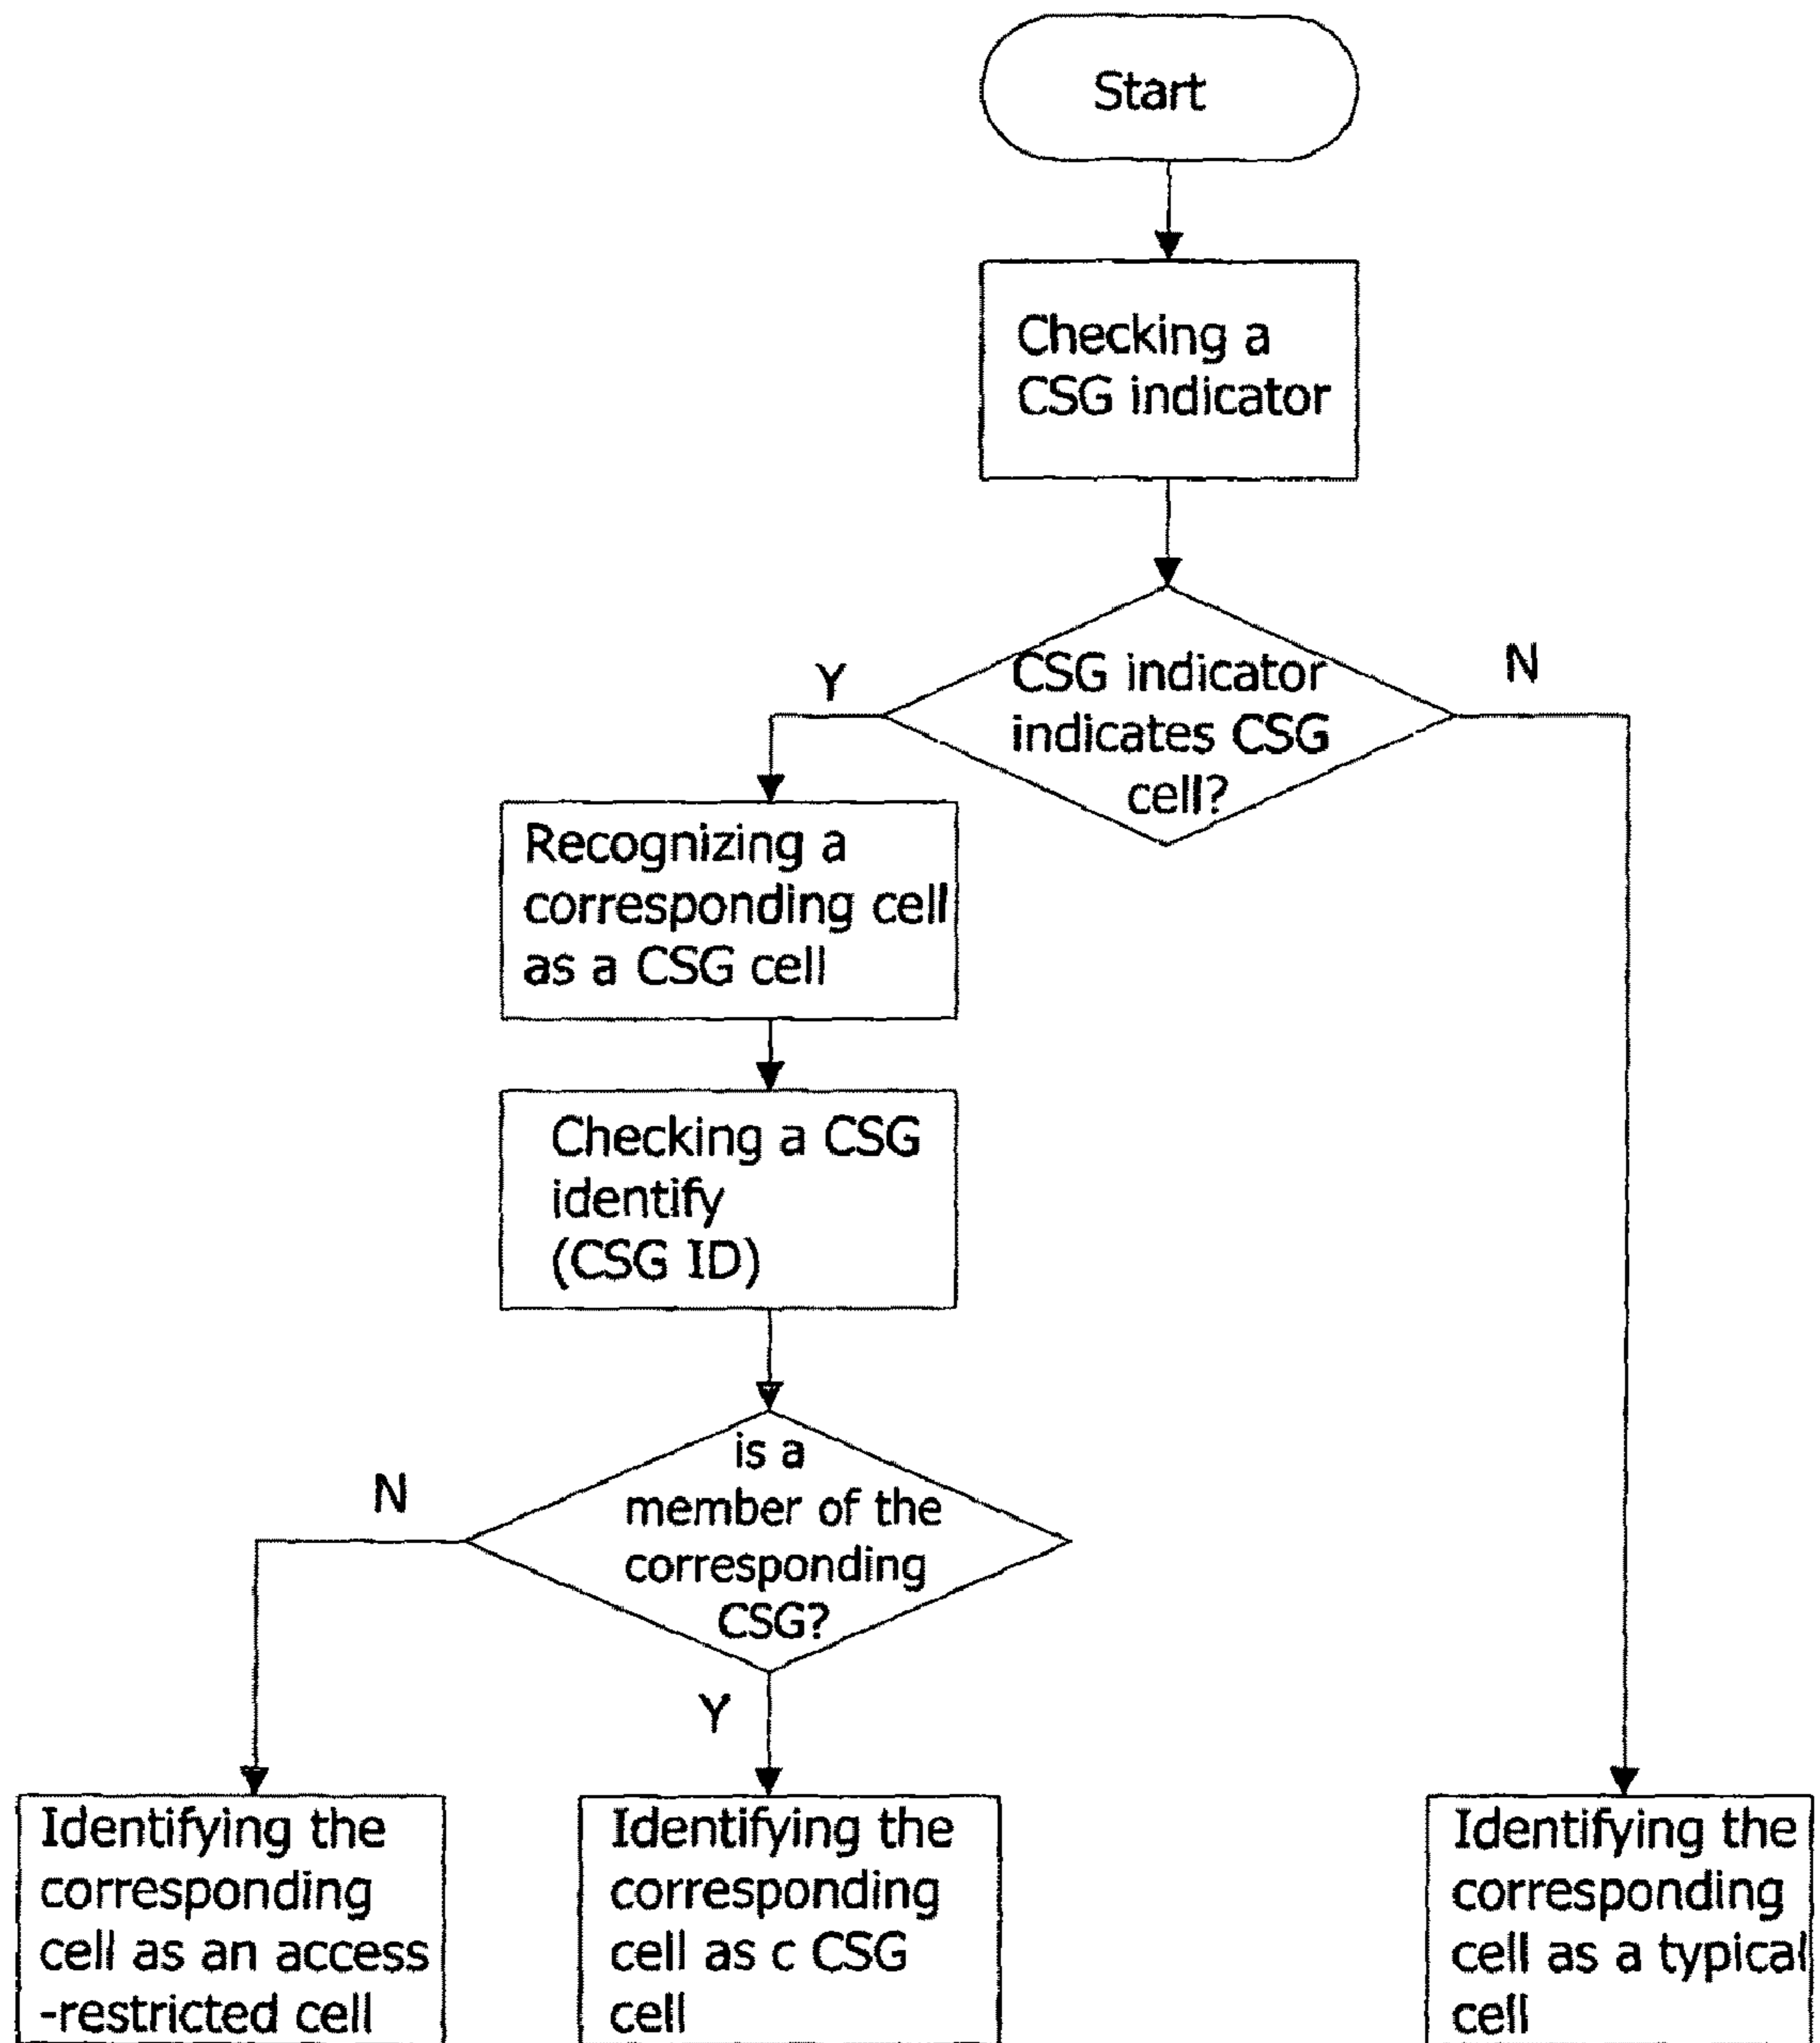 Start
Checking a
CSG indicator
CSG indicator
indicates CSG
cell?
Y
N
Recognizing a
corresponding cell
as a CSG cell
Checking a CSG
identify
(CSG ID)
is a
member of the
corresponding
CSG?
N
Y
Identifying the
corresponding
cell as an access
-restricted cell
Identifying the
corresponding
cell as c CSG
cell
Identifying the
corresponding
cell as a typical
cell